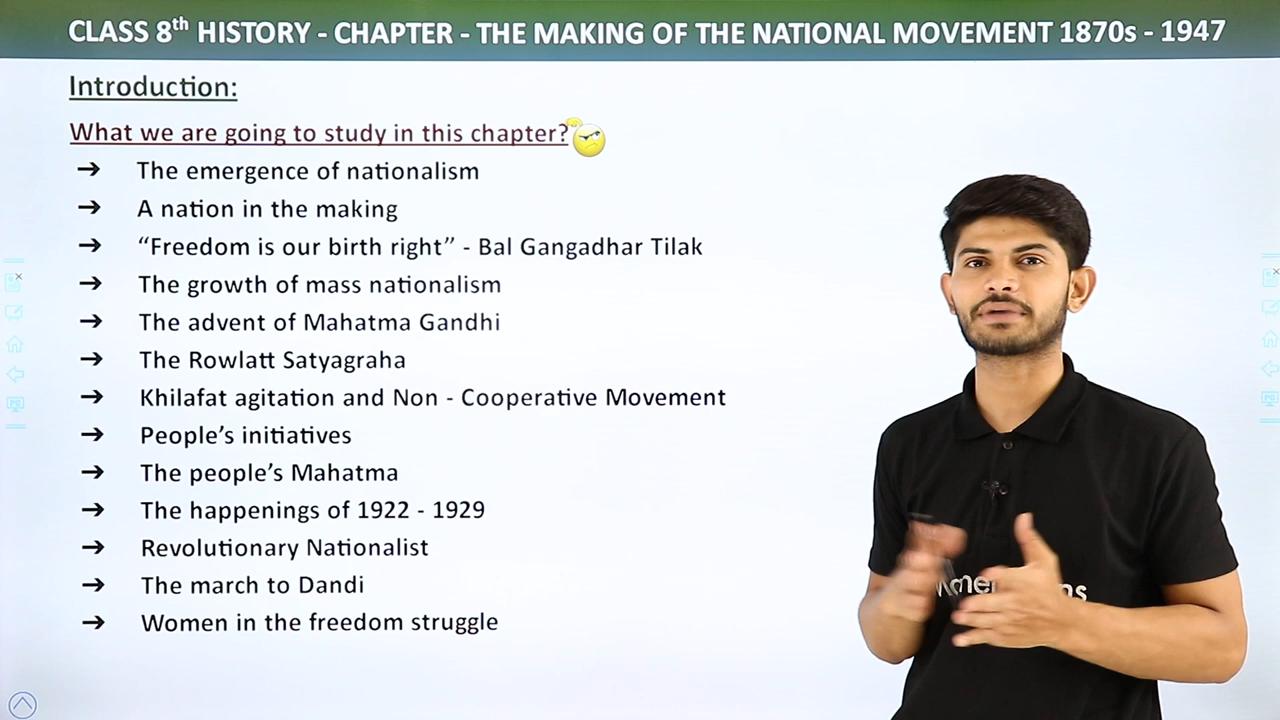 CLASS 8th HISTORY - CHAPTER - THE MAKING OF THE NATIONAL MOVEMENT 1870s - 1947
Introduction:
What we are going to study in this chapter?
➔ The emergence of nationalism
➔ A nation in the making
➔ “Freedom is our birth right” - Bal Gangadhar Tilak
➔ The growth of mass nationalism
➔ The advent of Mahatma Gandhi
➔ The Rowlatt Satyagraha
➔ Khilafat agitation and Non - Cooperative Movement
➔ People’s initiatives
➔ The people’s Mahatma
➔ The happenings of 1922 - 1929
➔ Revolutionary Nationalist
➔ The march to Dandi
➔ Women in the freedom struggle